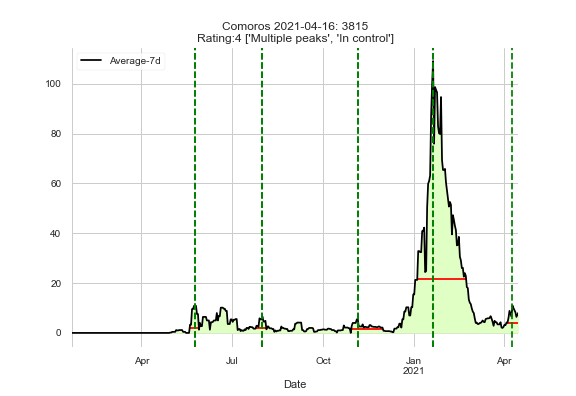 Comoros 2021-04-16: 3815
Rating:4 ['Multiple peaks', 'In control']
Average-7d
100
80
60
40
20
0
Apr
Jul
Oct
Jan
2021
Apr
Date